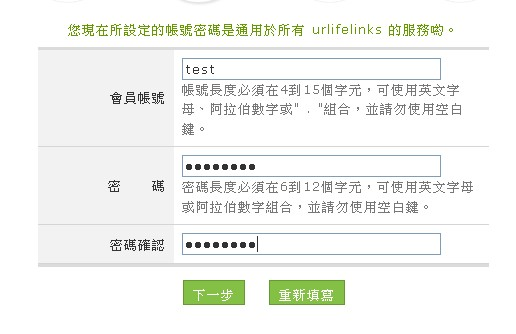 您現在所設定的帳號密碼是通用於所有 urlifelinks 的服務喲。
會員帳號
test
帳號長度必須在4到15個字元，可使用英文字
母、阿拉伯數字或" . "組合，並請勿使用空白
鍵。
密 碼
●●●●●●●●
密碼長度必須在6到12個字元，可使用英文字母
或阿拉伯數字組合，並請勿使用空白鍵。
密碼確認
●●●●●●●●
下一步 重新填寫